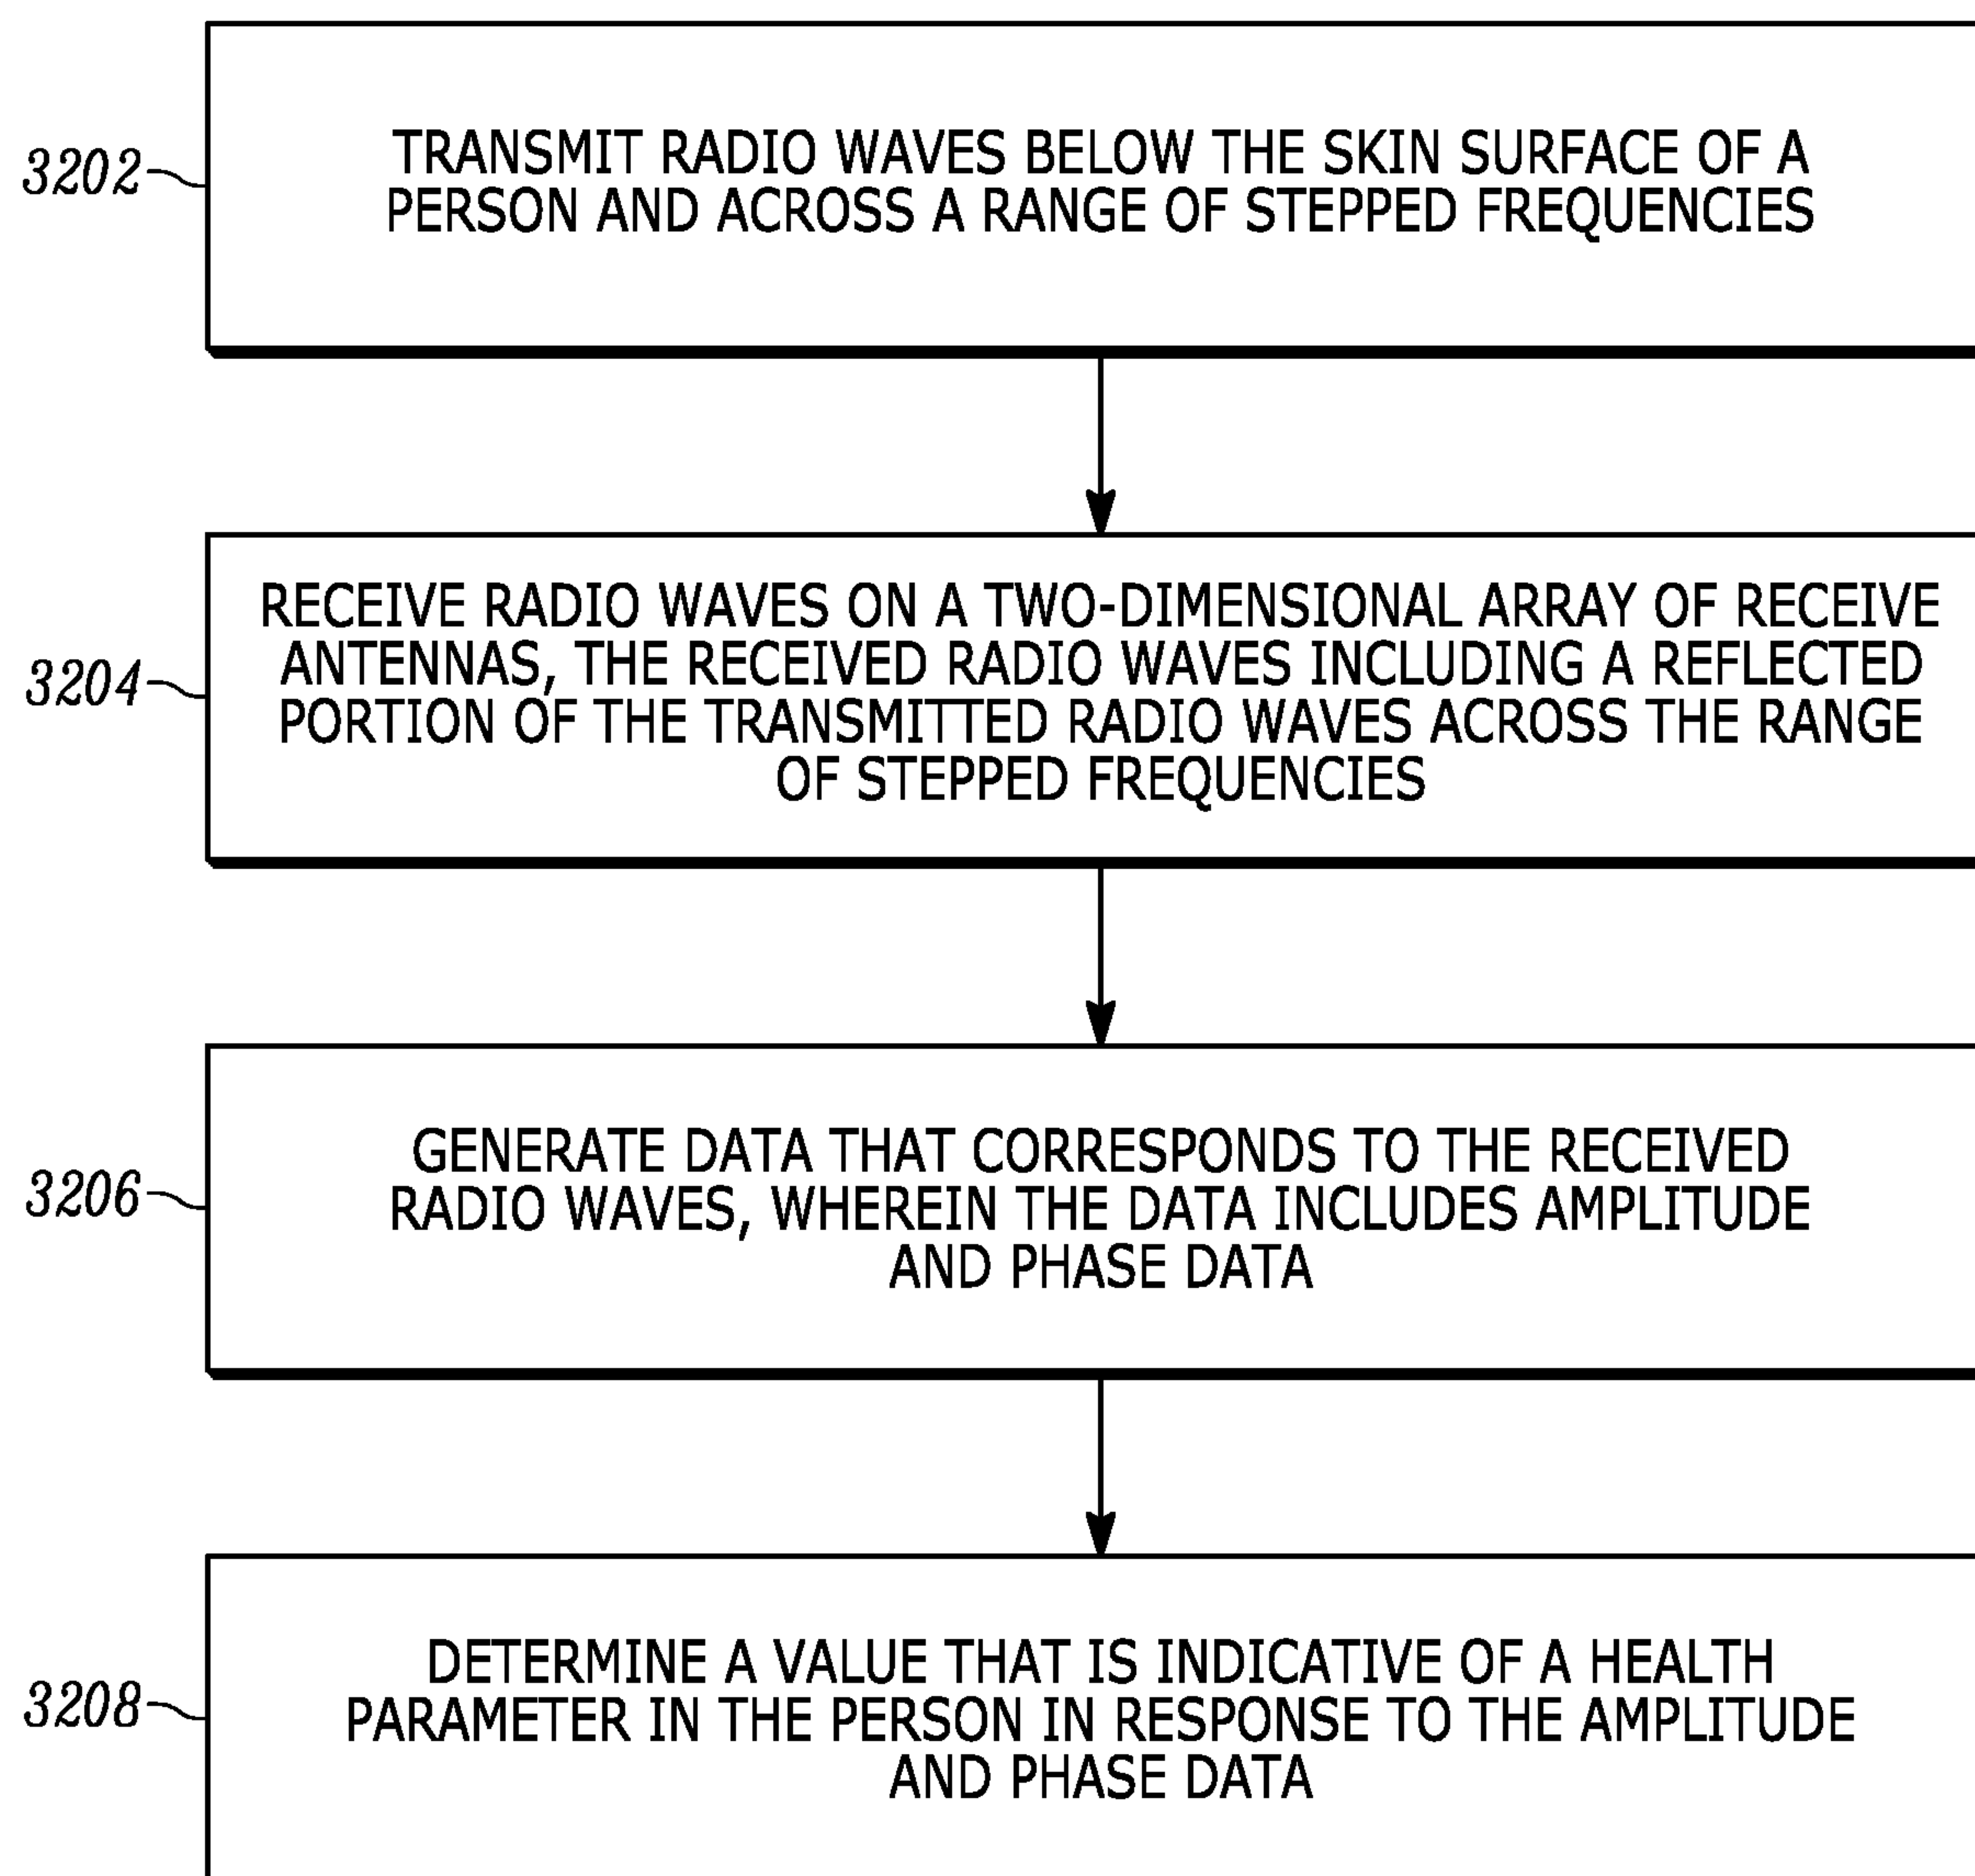 3202
TRANSMIT RADIO WAVES BELOW THE SKIN SURFACE OF A
PERSON AND ACROSS A RANGE OF STEPPED FREQUENCIES
3204
RECEIVE RADIO WAVES ON A TWO-DIMENSIONAL ARRAY OF RECEIVE
ANTENNAS, THE RECEIVED RADIO WAVES INCLUDING A REFLECTED
PORTION OF THE TRANSMITTED RADIO WAVES ACROSS THE RANGE
OF STEPPED FREQUENCIES
3206
GENERATE DATA THAT CORRESPONDS TO THE RECEIVED
RADIO WAVES, WHEREIN THE DATA INCLUDES AMPLITUDE
AND PHASE DATA
3208
DETERMINE A VALUE THAT IS INDICATIVE OF A HEALTH
PARAMETER IN THE PERSON IN RESPONSE TO THE AMPLITUDE
AND PHASE DATA